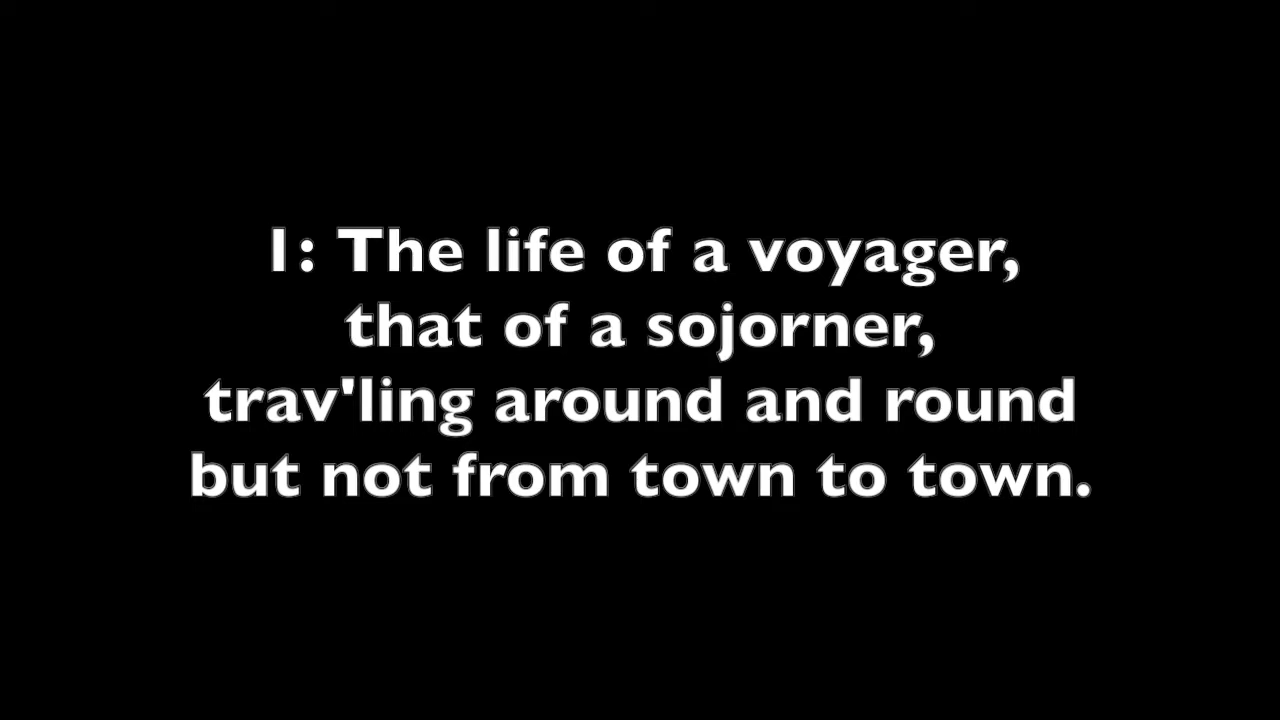 1: The life of a voyager,
that of a sojorner,
trav'ling around and round
but not from town to town.